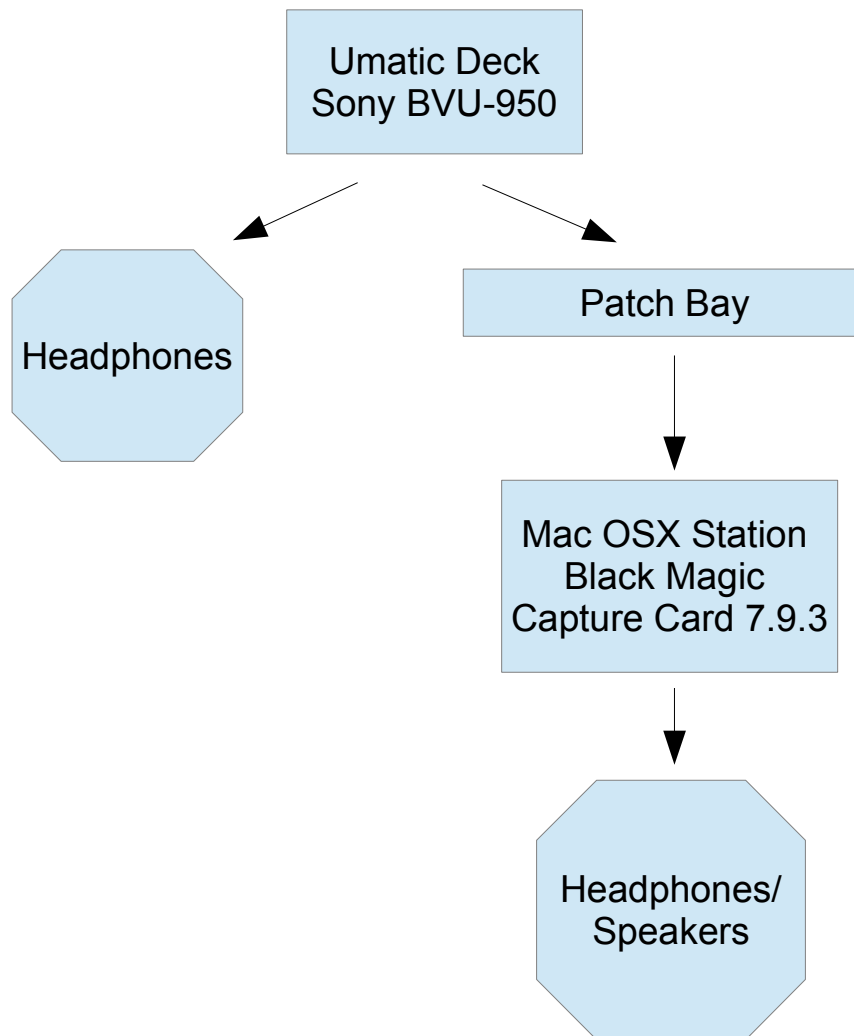 Umatic Deck
Sony BVU-950
Headphones
Patch Bay
Mac OSX Station
Black Magic
Capture Card 7.9.3
Headphones/
Speakers